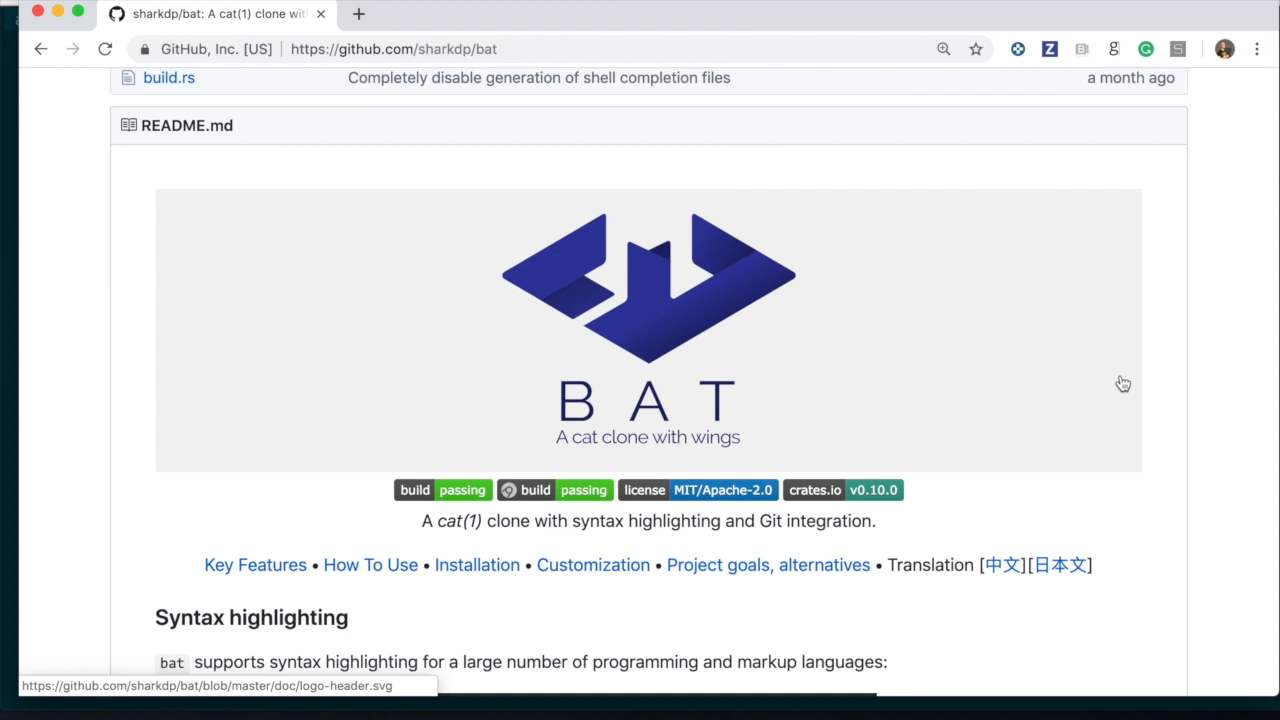 sharkdp/bat: A cat(1) clone wit
GitHub, Inc. [US] https://github.com/sharkdp/bat
build.rs Completely disable generation of shell completion files a month ago
README.md
BAT
A cat clone with wings
build passing build passing license MIT/Apache-2.0 crates.io v0.10.0
A cat(1) clone with syntax highlighting and Git integration.
Key Features • How To Use • Installation • Customization • Project goals, alternatives • Translation [中文][日本文]
Syntax highlighting
bat supports syntax highlighting for a large number of programming and markup languages:
https://github.com/sharkdp/bat/blob/master/doc/logo-header.svg